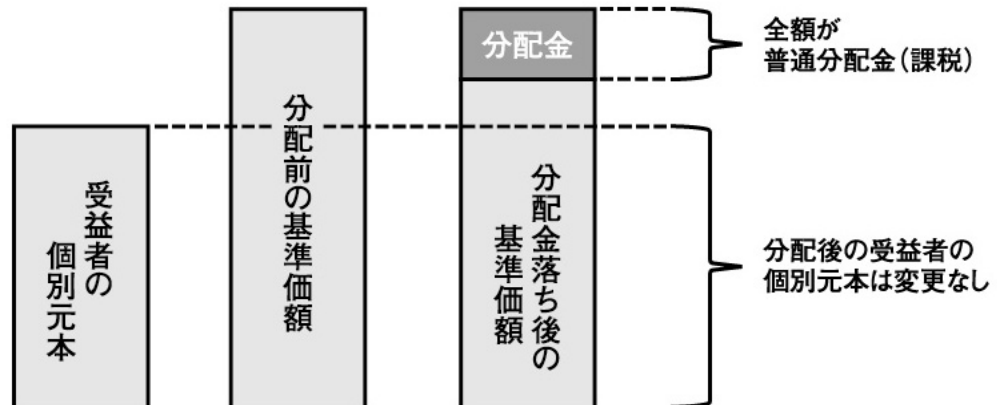 受益者の
個別元本
分配前の基準価額
分配金
分配金落ち後の
基準価額
全額が
普通分配金（課税）
分配後の受益者の
個別元本は変更なし